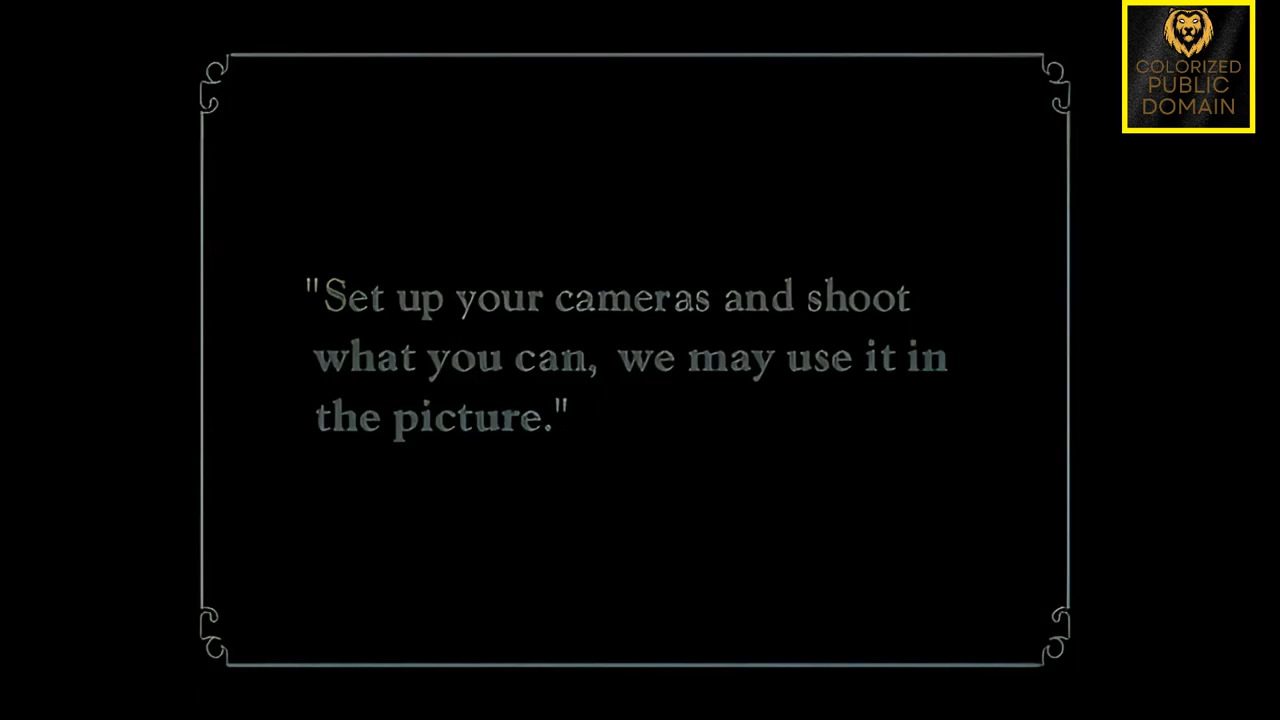 COLORIZED
PUBLIC
DOMAIN
"Set up your cameras and shoot
what you can, we may use it in
the picture."